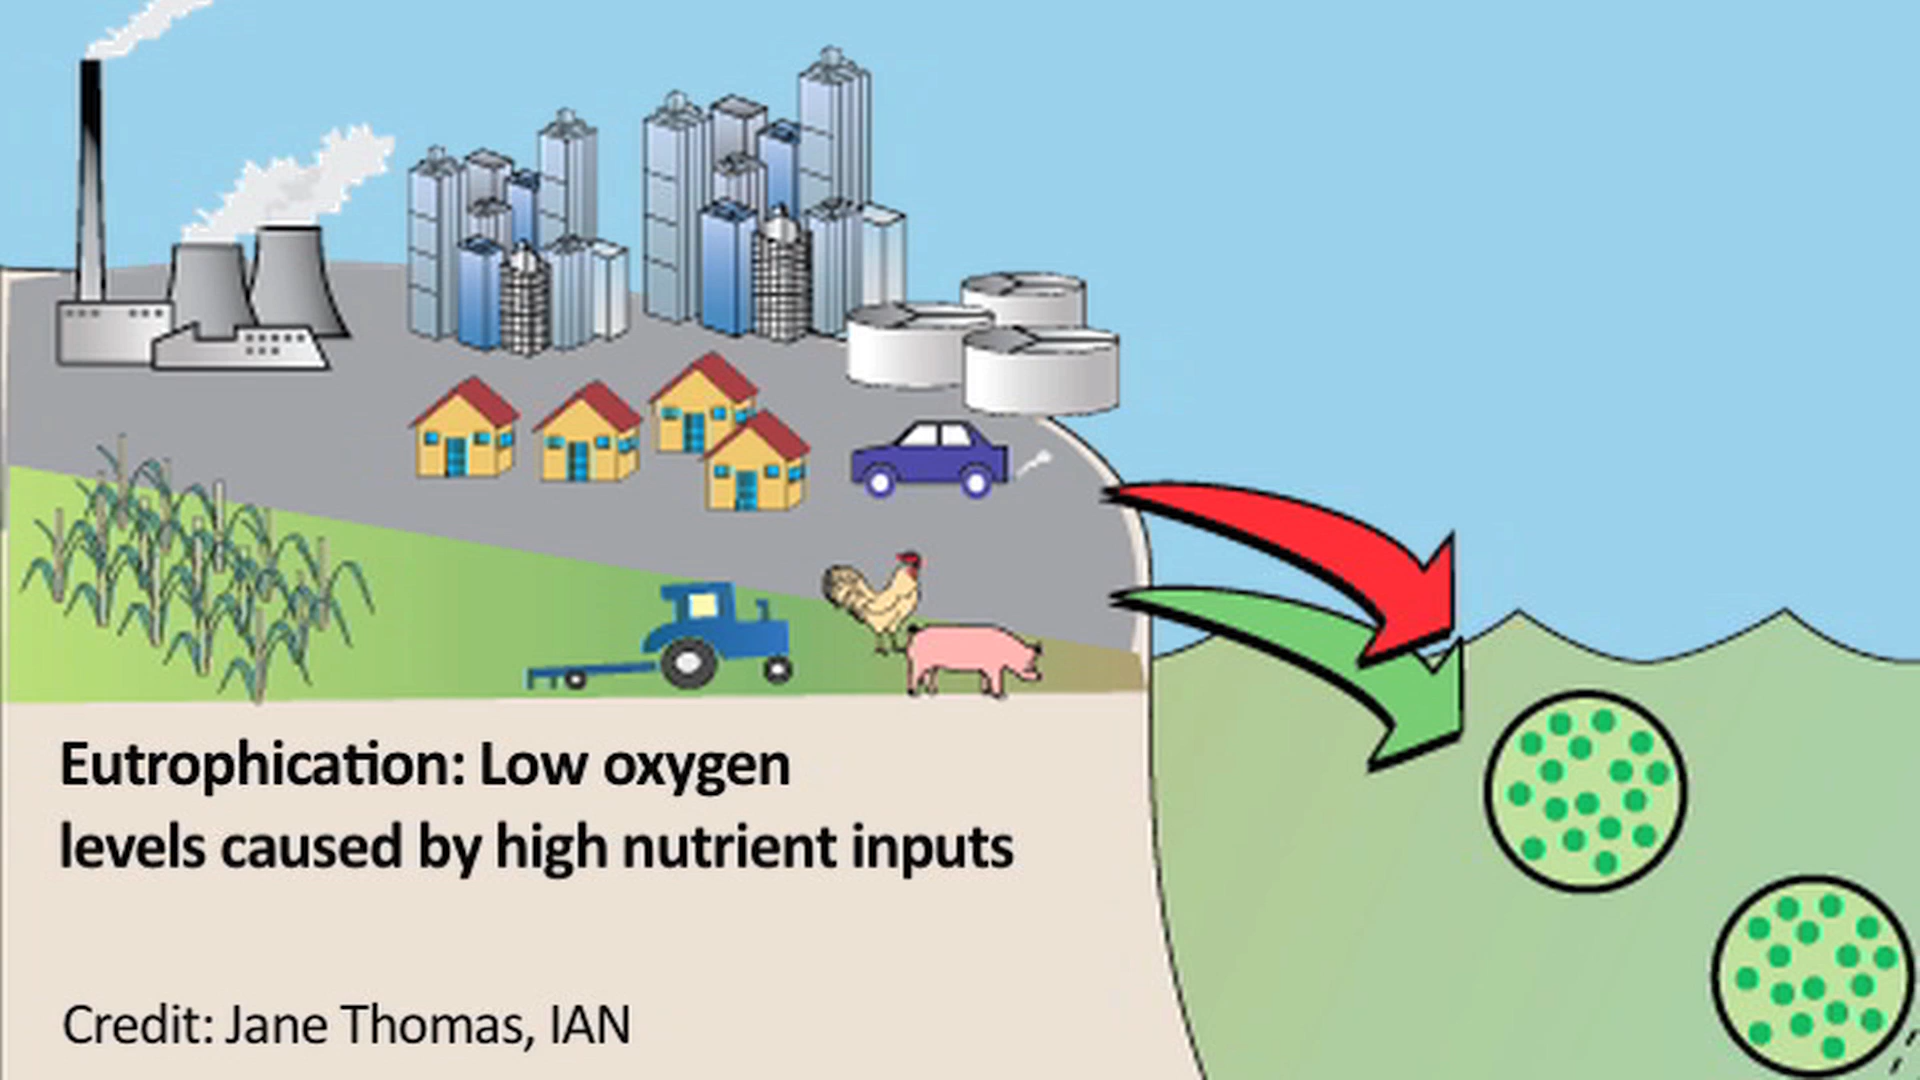 Eutrophication: Low oxygen
levels caused by high nutrient inputs
Credit: Jane Thomas, IAN